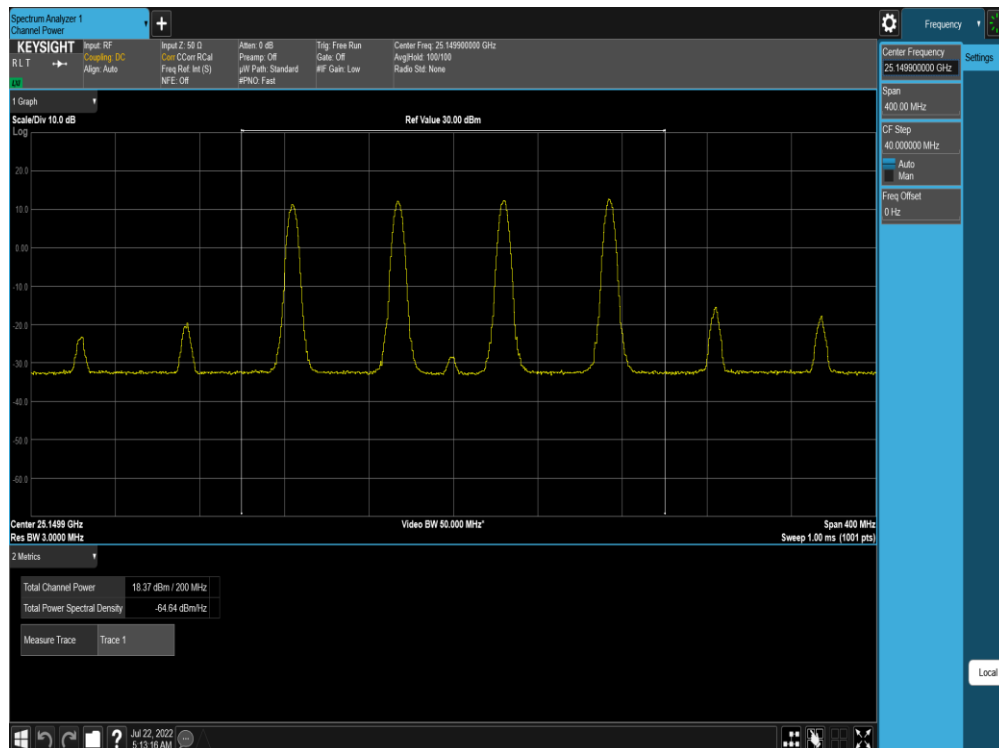 Spectrum Analyzer 1
Channel Power
+
Frequency
KEYSIGHT
R L T
LXI
Input: RF
Coupling: DC
Align: Auto
Input Z: 50 Ω
Corr CCorr RCal
Freq Ref: Int (S)
NFE: Off
Atten: 0 dB
Preamp: Off
µW Path: Standard
#PNO: Fast
Trig: Free Run
Gate: Off
#IF Gain: Low
Center Freq: 25.149900000 GHz
Avg|Hold: 100/100
Radio Std: None
Center Frequency
25.149900000 GHz
Settings
Span
400.00 MHz
CF Step
40.000000 MHz
Auto
Man
Freq Offset
0 Hz
1 Graph
Scale/Div 10.0 dB
Ref Value 30.00 dBm
Log
20.0
10.0
0.00
-10.0
-20.0
-30.0
-40.0
-50.0
-60.0
Center 25.1499 GHz
Video BW 50.000 MHz*
Span 400 MHz
Res BW 3.0000 MHz
Sweep 1.00 ms (1001 pts)
2 Metrics
Total Channel Power 18.37 dBm / 200 MHz
Total Power Spectral Density -64.64 dBm/Hz
Measure Trace Trace 1
Local
?
Jul 22, 2022
5:13:16 AM